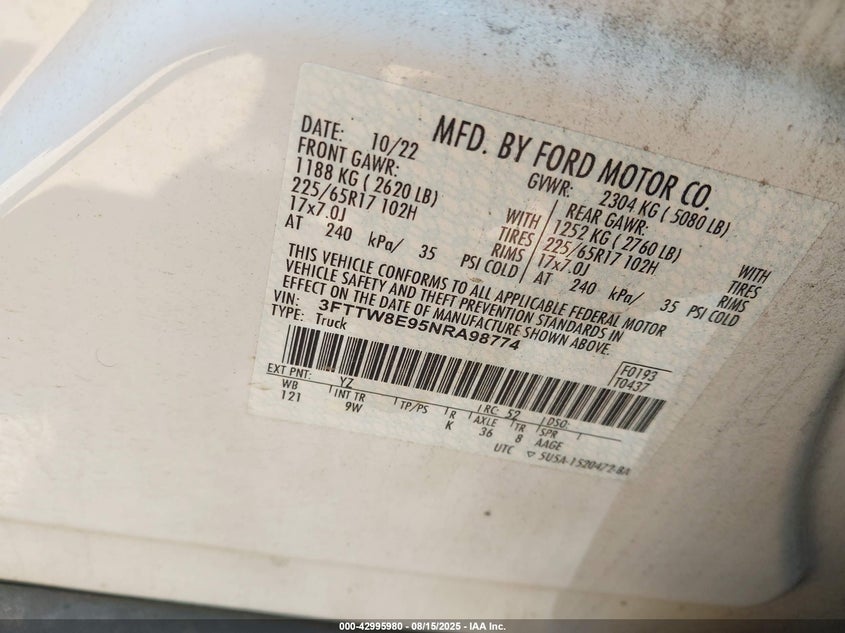 MFD. BY FORD MOTOR CO.
DATE: 10/22
GVWR: 2304 KG ( 5080 LB)
FRONT GAWR:
1188 KG ( 2620 LB)
225/65R17 102H
17x7.0J
WITH
TIRES
RIMS
AT 240 kPa/ 35 PSI COLD
REAR GAWR:
1252 KG ( 2760 LB)
225/65R17 102H
17x7.0J
WITH
TIRES
RIMS
AT 240 kPa/ 35 PSI COLD
THIS VEHICLE CONFORMS TO ALL APPLICABLE FEDERAL MOTOR
VEHICLE SAFETY AND THEFT PREVENTION STANDARDS IN
EFFECT ON THE DATE OF MANUFACTURE SHOWN ABOVE.
VIN: 3FTTW8E95NRA98774
TYPE: Truck
F0193
T0437
EXT PNT: YZ RC: 52 DSO:
WB INT TR TP/PS R AXLE TR SPR
121 9W K 36 8 AAGE
UTC ▽ 5U5A-1520472-BA
000-42995980 - 08/15/2025 - IAA Inc.